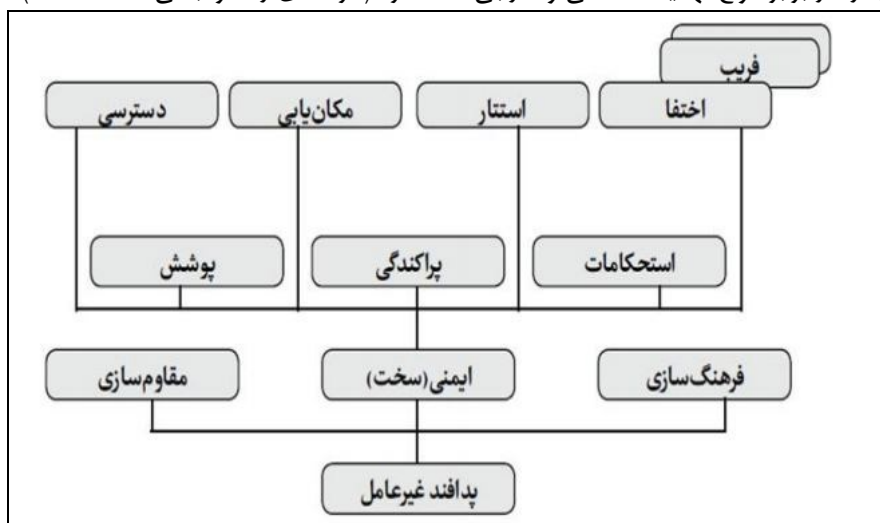 فریب
اختفا
استتار
مکان‌یابی
دسترسی
استحکامات
پراکندگی
پوشش
فرهنگ‌سازی
ایمنی(سخت)
مقاوم‌سازی
پدافند غیرعامل